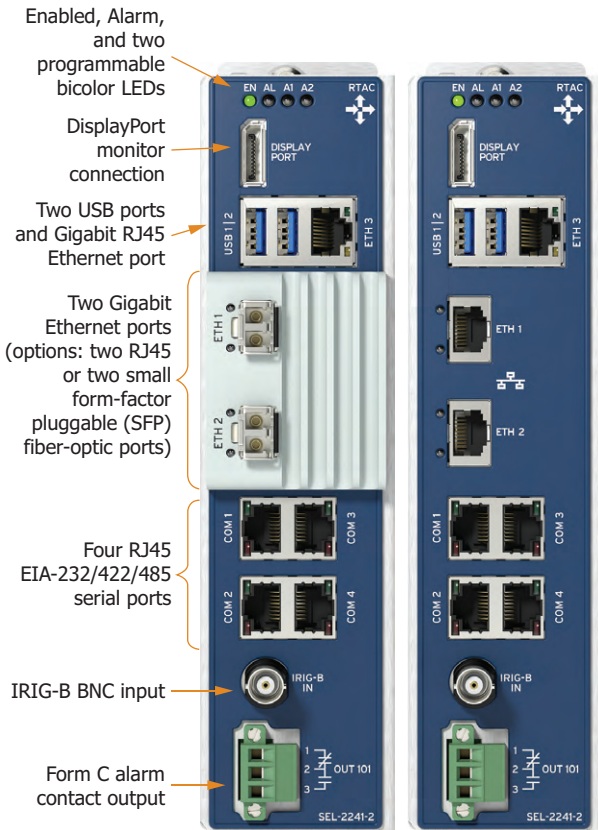 Enabled, Alarm,
and two
programmable
bicolor LEDs
DisplayPort
monitor
connection
Two USB ports
and Gigabit RJ45
Ethernet port
Two Gigabit
Ethernet ports
(options: two RJ45
or two small
form-factor
pluggable (SFP)
fiber-optic ports)
Four RJ45
EIA-232/422/485
serial ports
IRIG-B BNC input
Form C alarm
contact output
EN AL A1 A2 RTAC
DISPLAY
PORT
USB 1|2
ETH 3
ETH 1
ETH 2
COM 1
COM 3
COM 2
COM 4
IRIG-B
IN
1
2
3
OUT 101
SEL-2241-2
EN AL A1 A2 RTAC
DISPLAY
PORT
USB 1|2
ETH 3
ETH 1
ETH 2
COM 1
COM 3
COM 2
COM 4
IRIG-B
IN
1
2
3
OUT 101
SEL-2241-2